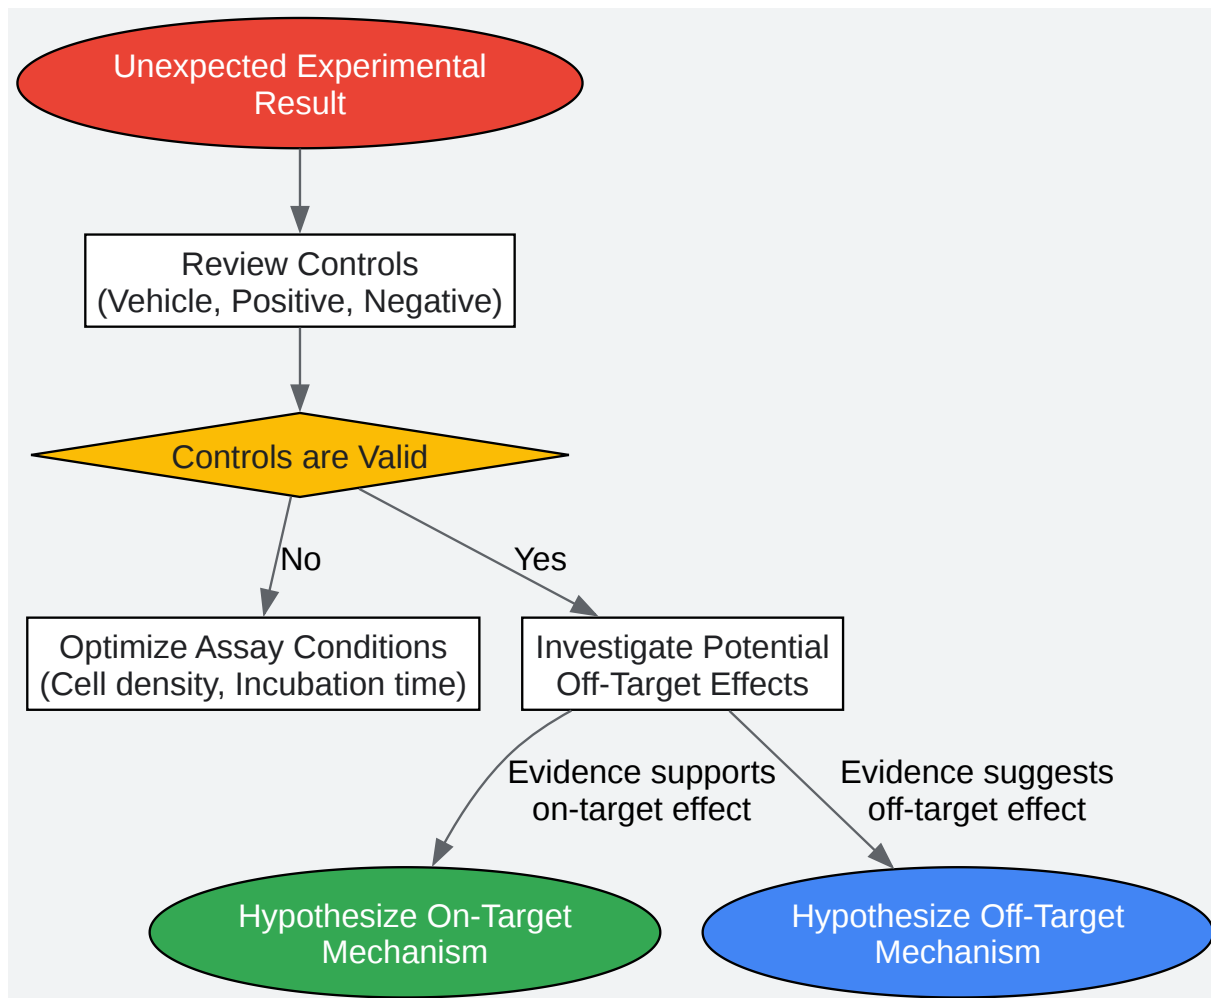 Unexpected Experimental
Result
Review Controls
(Vehicle, Positive, Negative)
Controls are Valid
No
Yes
Optimize Assay Conditions
(Cell density, Incubation time)
Investigate Potential
Off-Target Effects
Evidence supports
on-target effect
Evidence suggests
off-target effect
Hypothesize On-Target
Mechanism
Hypothesize Off-Target
Mechanism